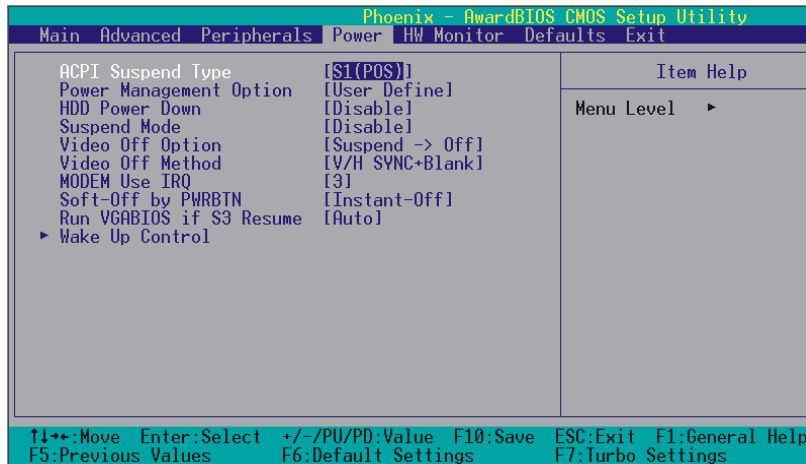 Phoenix - AwardBIOS CMOS Setup Utility
Main Advanced Peripherals Power HW Monitor Defaults Exit
ACPI Suspend Type [S1(POS)]
Power Management Option [User Define]
HDD Power Down [Disable]
Suspend Mode [Disable]
Video Off Option [Suspend -> Off]
Video Off Method [V/H SYNC+Blank]
MODEM Use IRQ [3]
Soft-Off by PWRBTN [Instant-Off]
Run VGABIOS if S3 Resume [Auto]
► Wake Up Control
Item Help
Menu Level ►
↑↓→←:Move Enter:Select +/-/PU/PD:Value F10:Save ESC:Exit F1:General Help
F5:Previous Values F6:Default Settings F7:Turbo Settings